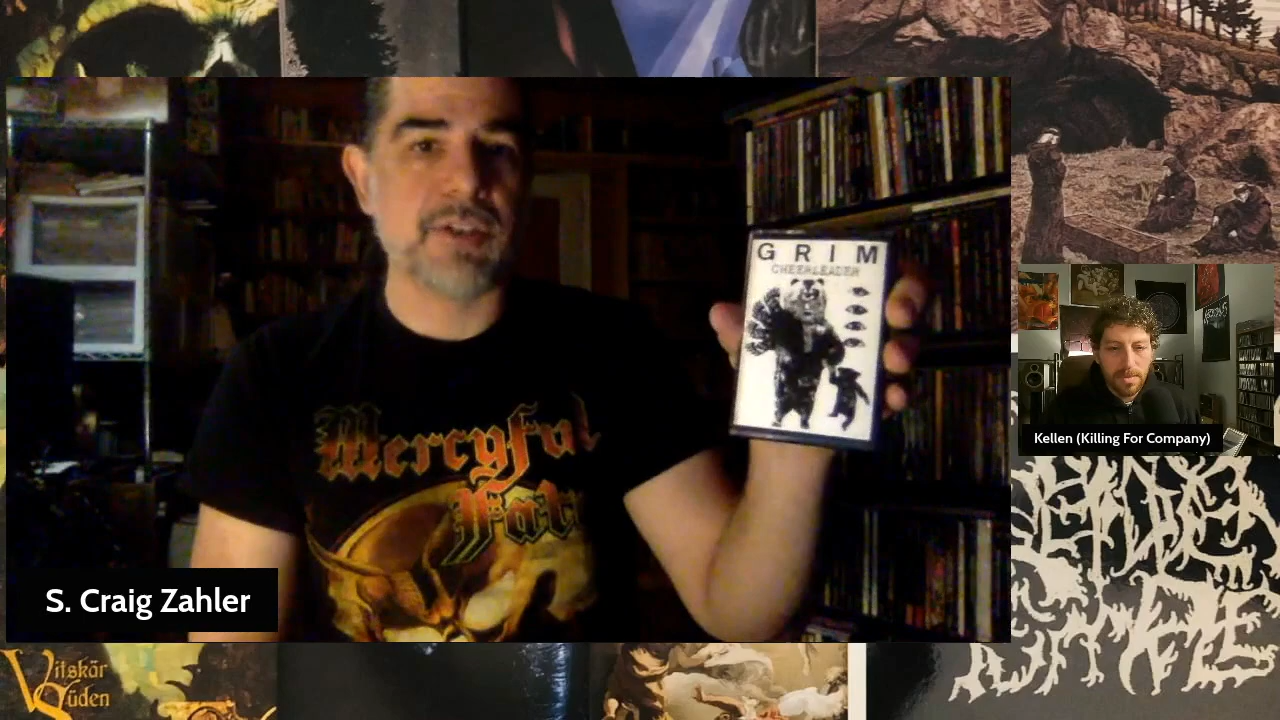 GRIM
CHEERLEADER
Mercyful
Fate
S. Craig Zahler
Kellen (Killing For Company)
Vitskär
Süden